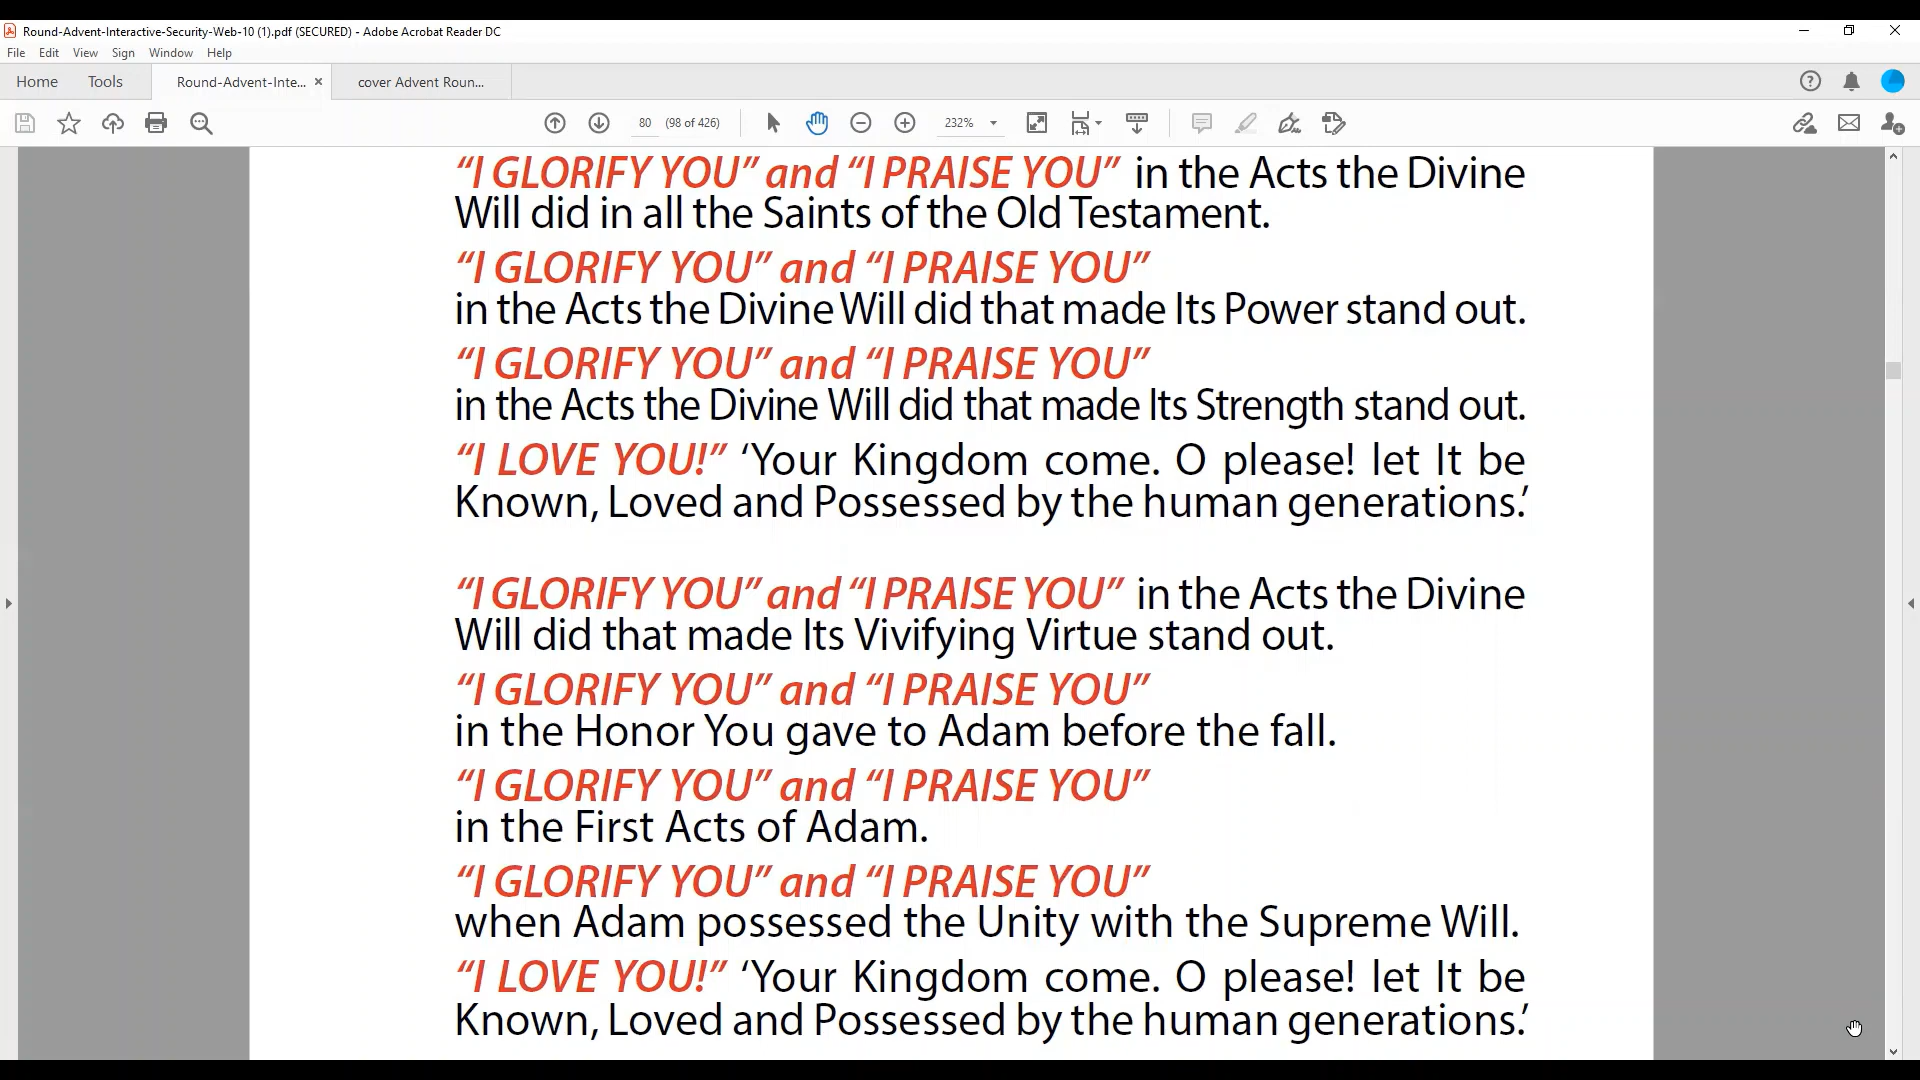 Round-Advent-Interactive-Security-Web-10 (1).pdf (SECURED) - Adobe Acrobat Reader DC
File Edit View Sign Window Help
Home Tools Round-Advent-Inte... × cover Advent Roun...
80 (98 of 426) 232%
“I GLORIFY YOU” and “I PRAISE YOU” in the Acts the Divine
Will did in all the Saints of the Old Testament.
“I GLORIFY YOU” and “I PRAISE YOU”
in the Acts the Divine Will did that made Its Power stand out.
“I GLORIFY YOU” and “I PRAISE YOU”
in the Acts the Divine Will did that made Its Strength stand out.
“I LOVE YOU!” ‘Your Kingdom come. O please! let It be
Known, Loved and Possessed by the human generations.’
“I GLORIFY YOU” and “I PRAISE YOU” in the Acts the Divine
Will did that made Its Vivifying Virtue stand out.
“I GLORIFY YOU” and “I PRAISE YOU”
in the Honor You gave to Adam before the fall.
“I GLORIFY YOU” and “I PRAISE YOU”
in the First Acts of Adam.
“I GLORIFY YOU” and “I PRAISE YOU”
when Adam possessed the Unity with the Supreme Will.
“I LOVE YOU!” ‘Your Kingdom come. O please! let It be
Known, Loved and Possessed by the human generations.’